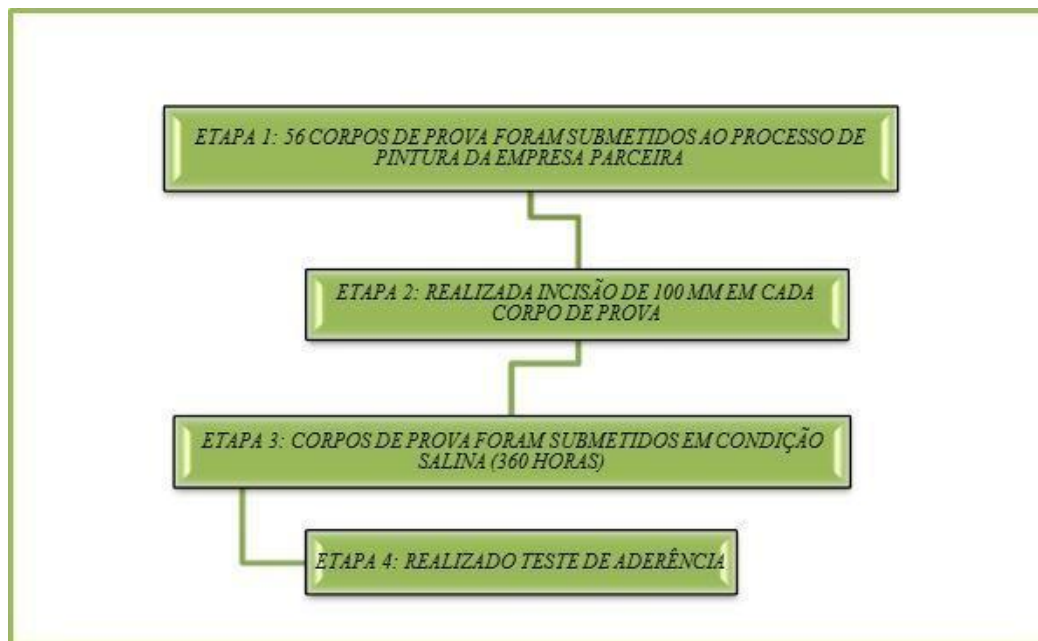 ETAPA 1: 56 CORPOS DE PROVA FORAM SUBMETIDOS AO PROCESSO DE
PINTURA DA EMPRESA PARCEIRA
ETAPA 2: REALIZADA INCISÃO DE 100 MM EM CADA
CORPO DE PROVA
ETAPA 3: CORPOS DE PROVA FORAM SUBMETIDOS EM CONDIÇÃO
SALINA (360 HORAS)
ETAPA 4: REALIZADO TESTE DE ADERÊNCIA